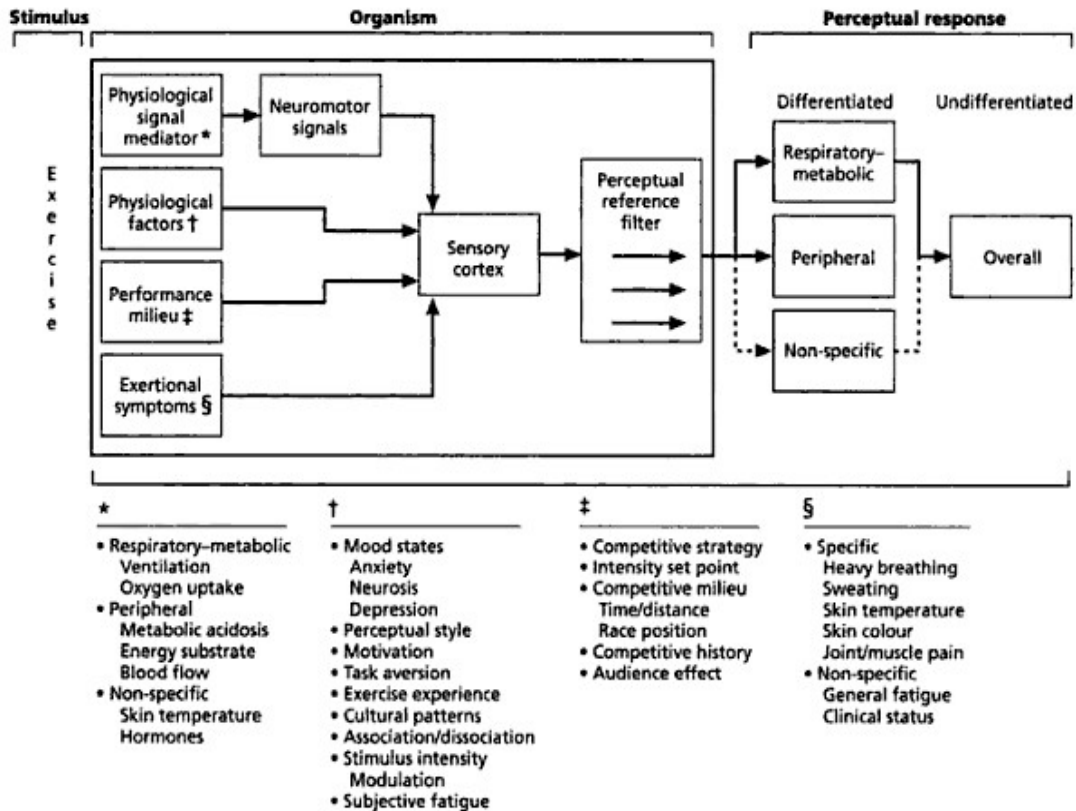 Stimulus
Organism
Perceptual response
Exercise
Physiological
signal
mediator *
Neuromotor
signals
Physiological
factors †
Performance
milieu ‡
Exertional
symptoms §
Sensory
cortex
Perceptual
reference
filter
Differentiated
Undifferentiated
Respiratory–
metabolic
Peripheral
Non-specific
Overall
*
• Respiratory–metabolic
Ventilation
Oxygen uptake
• Peripheral
Metabolic acidosis
Energy substrate
Blood flow
• Non-specific
Skin temperature
Hormones
†
• Mood states
Anxiety
Neurosis
Depression
• Perceptual style
• Motivation
• Task aversion
• Exercise experience
• Cultural patterns
• Association/dissociation
• Stimulus intensity
Modulation
• Subjective fatigue
‡
• Competitive strategy
• Intensity set point
• Competitive milieu
Time/distance
Race position
• Competitive history
• Audience effect
§
• Specific
Heavy breathing
Sweating
Skin temperature
Skin colour
Joint/muscle pain
• Non-specific
General fatigue
Clinical status